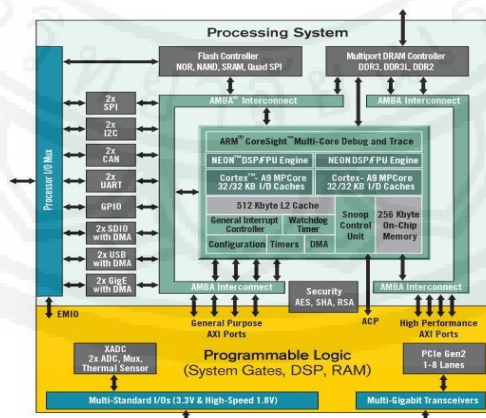 Processing System
Flash Controller
NOR, NAND, SRAM, Quad SPI
Multiport DRAM Controller
DDR3, DDR3L, DDR2
AMBA® Interconnect
AMBA Interconnect
Processor I/O Mux
2x
SPI
2x
I2C
2x
CAN
2x
UART
GPIO
2x SDIO
with DMA
2x USB
with DMA
2x GigE
with DMA
ARM® CoreSight™ Multi-Core Debug and Trace
NEON™ DSP/FPU Engine
NEON DSP/FPU Engine
Cortex™- A9 MPCore
32/32 KB I/D Caches
Cortex- A9 MPCore
32/32 KB I/D Caches
512 Kbyte L2 Cache
General Interrupt
Controller
Watchdog
Timer
Configuration
Timers
DMA
Snoop
Control
Unit
256 Kbyte
On-Chip
Memory
AMBA Interconnect
Security
AES, SHA, RSA
AMBA Interconnect
EMIO
General Purpose
AXI Ports
ACP
High Performance
AXI Ports
XADC
2x ADC, Mux,
Thermal Sensor
Programmable Logic
(System Gates, DSP, RAM)
PCIe Gen2
1-8 Lanes
Multi-Standard I/Os (3.3V & High-Speed 1.8V)
Multi-Gigabit Transceivers